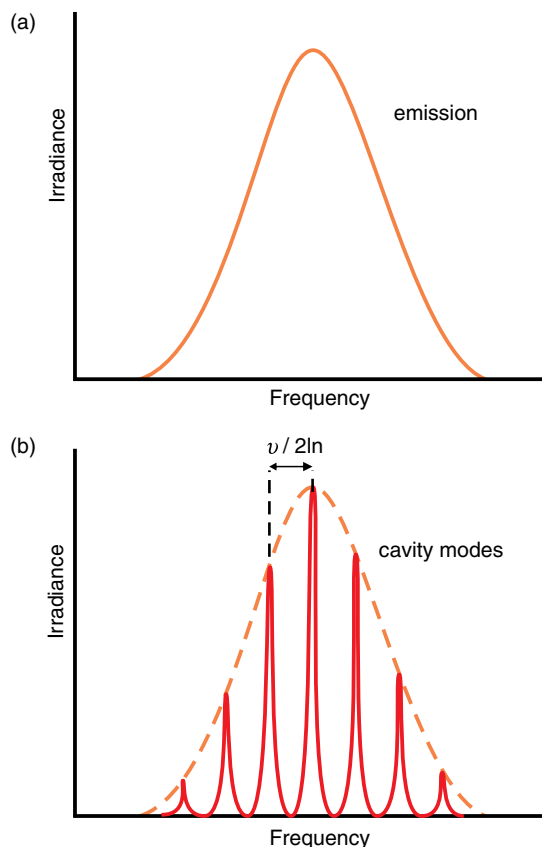 (a)
Irradiance
emission
Frequency
(b)
υ / 2ln
cavity modes
Irradiance
Frequency